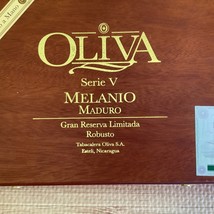 OLIVA
Serie V
MELANIO
MADURO
Gran Reserva Limitada
Robusto
Tabacalera Oliva S.A.
Estelí, Nicaragua